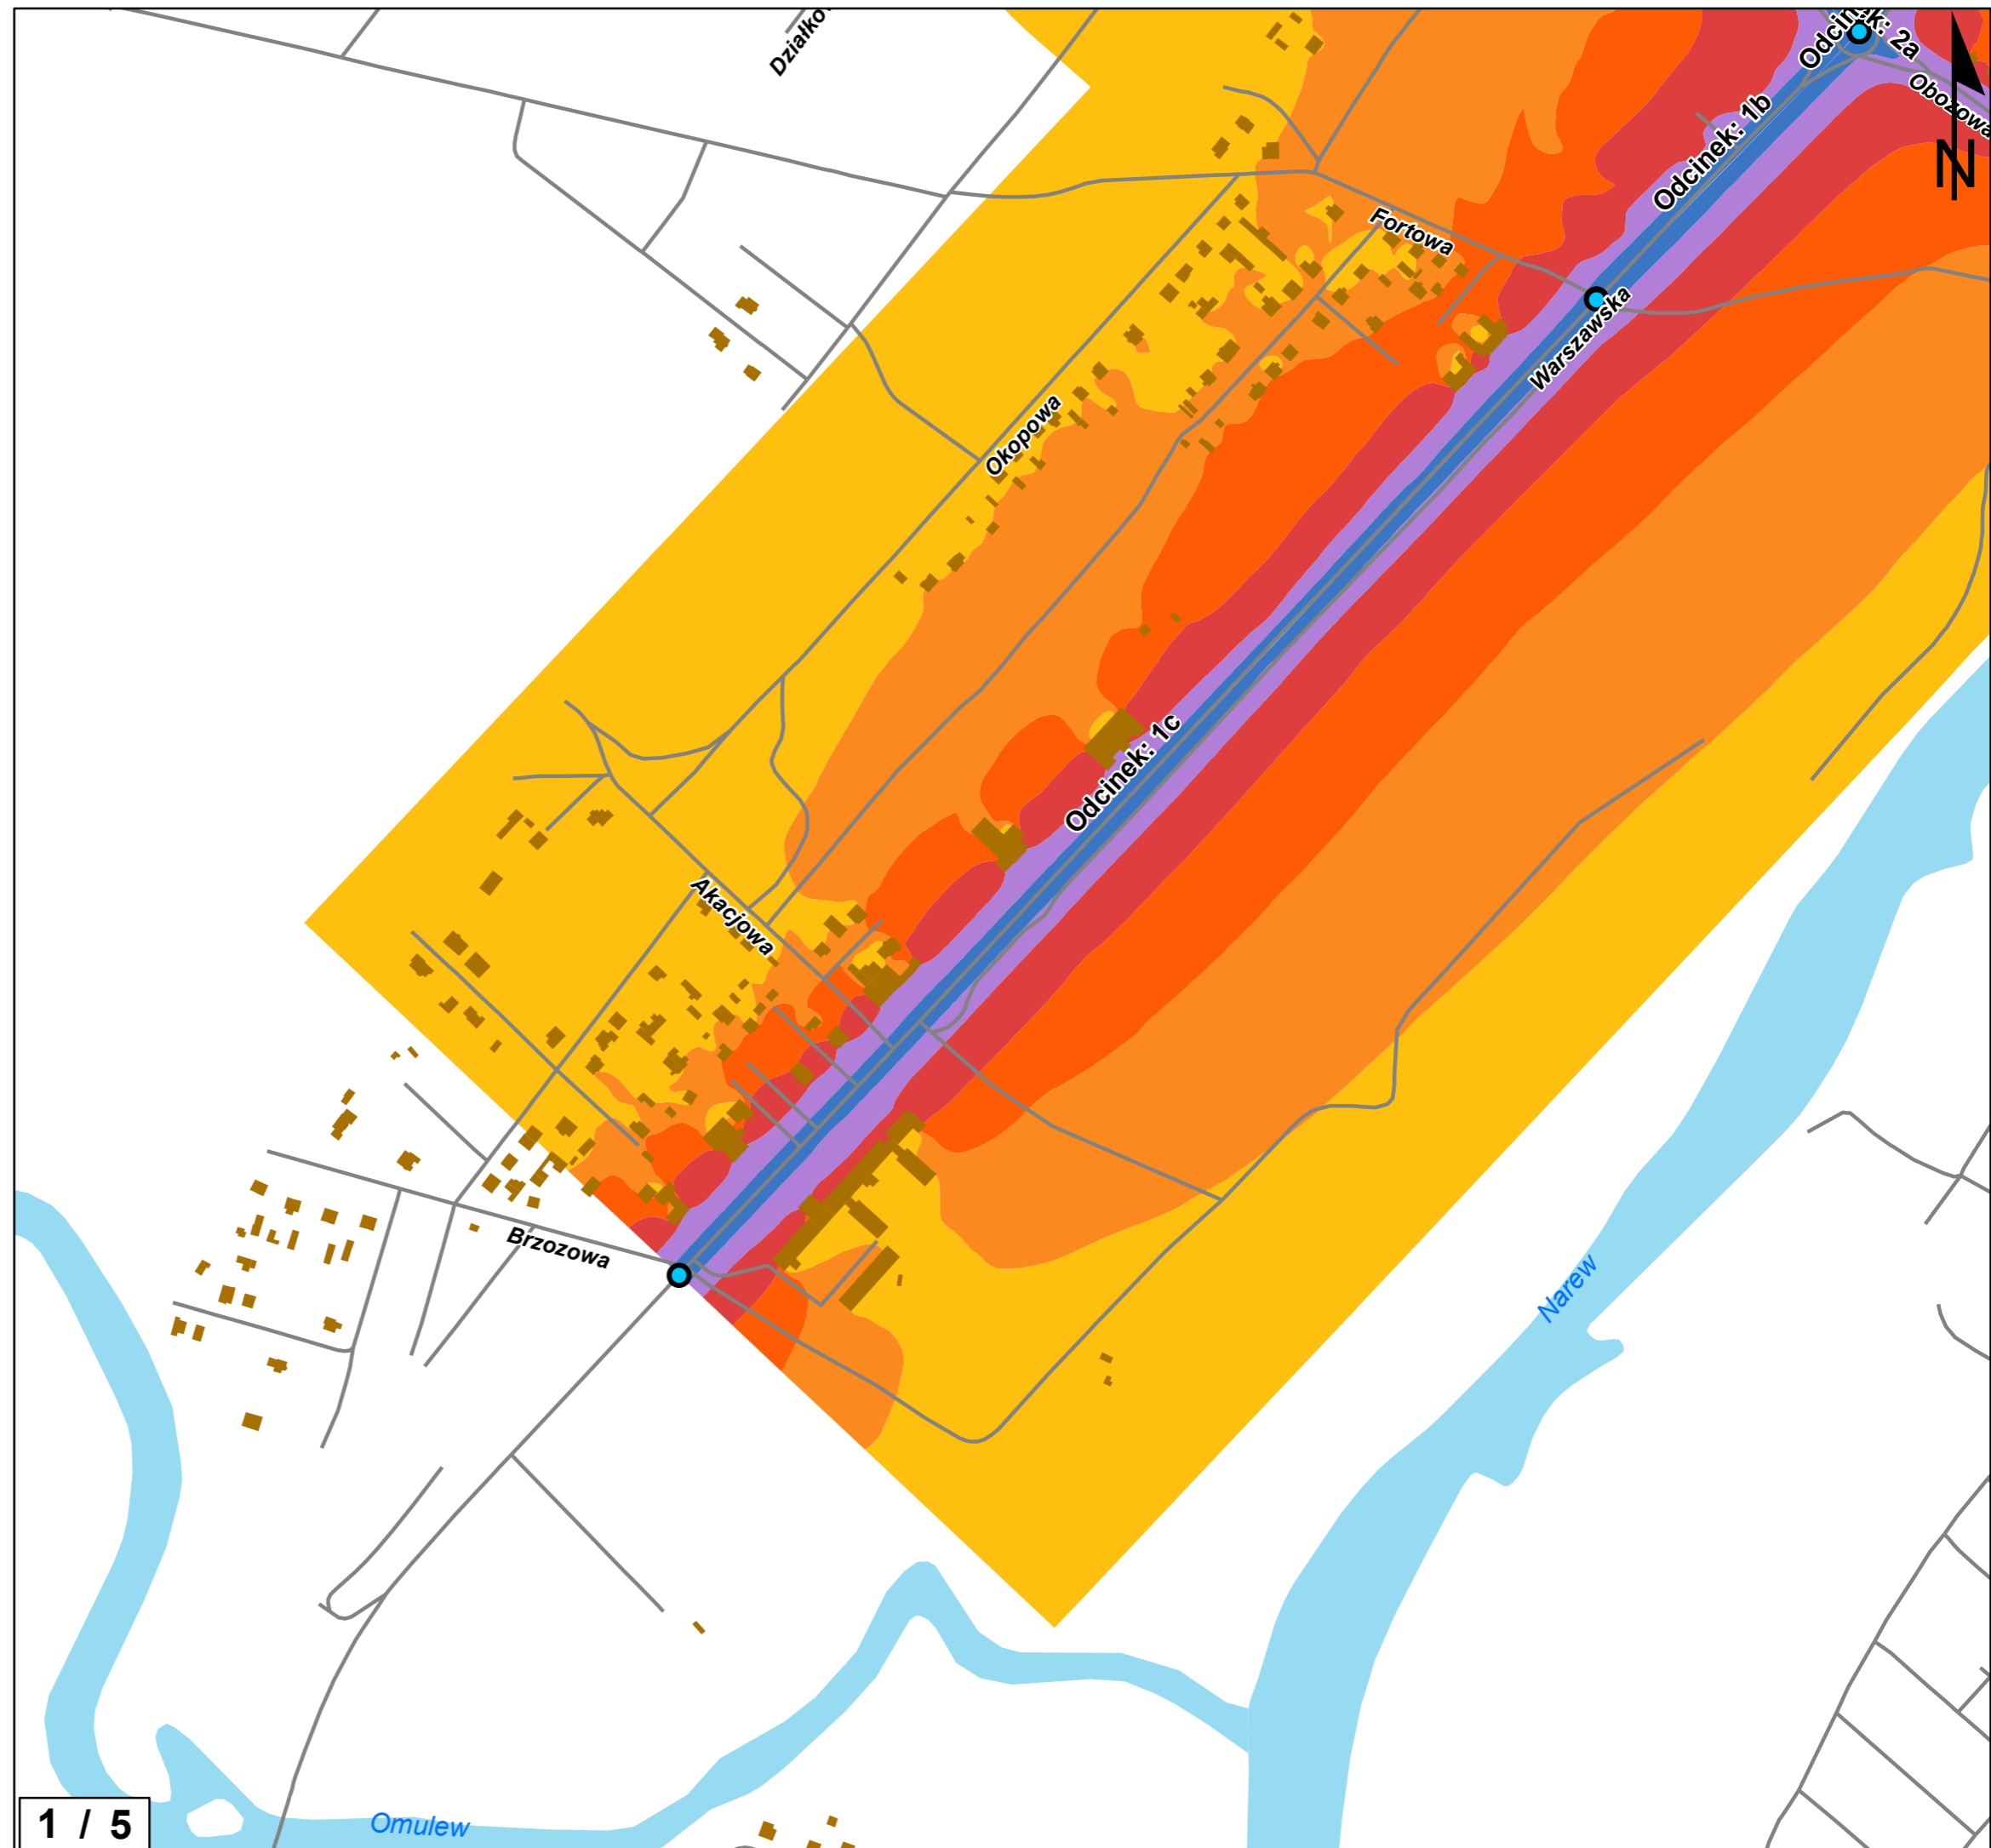 Odcinek: 2a
Odcinek: 1b
Obozowa
N
Fortowa
Warszawska
Okopowa
Odcinek: 1c
Akacjowa
Brzozowa
Narew
Omulew
1 / 5